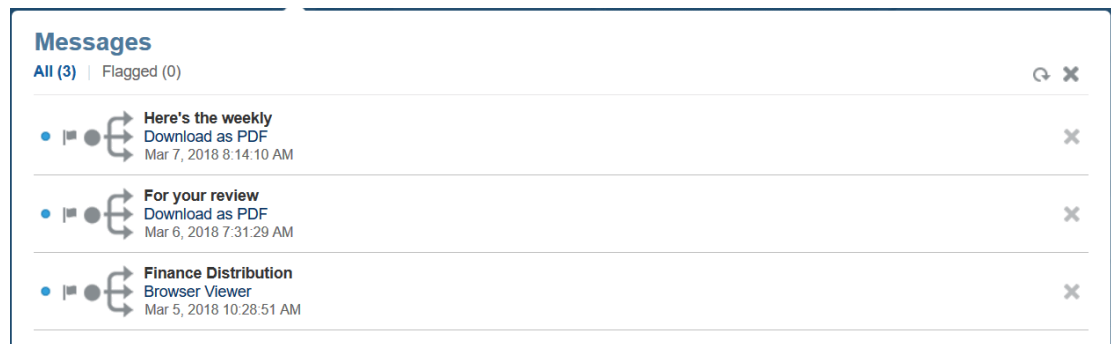 Messages
All (3) | Flagged (0)
Here's the weekly
Download as PDF
Mar 7, 2018 8:14:10 AM
For your review
Download as PDF
Mar 6, 2018 7:31:29 AM
Finance Distribution
Browser Viewer
Mar 5, 2018 10:28:51 AM